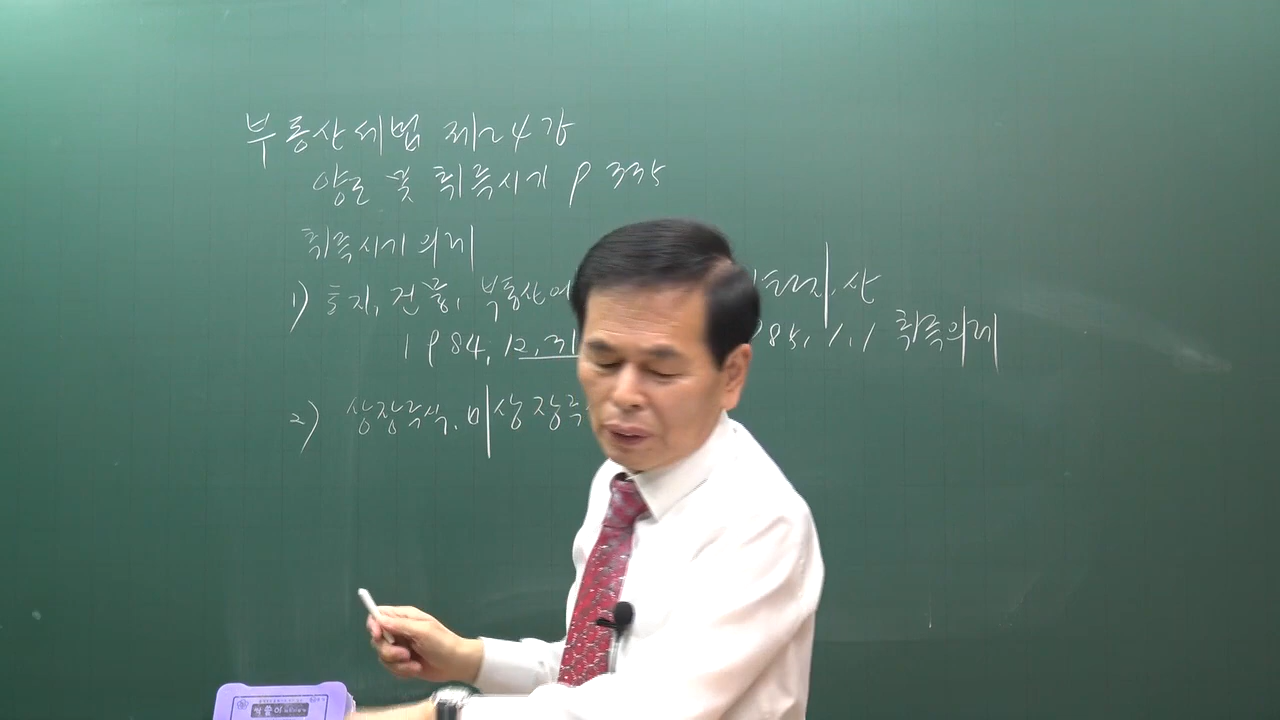 부동산세법 제24강
양도 및 취득시기 P 335
취득시기 의제
1) 토지, 건물, 부동산에
1984. 12. 31 85. 1. 1 취득의제
2) 상장주식. 비상장주